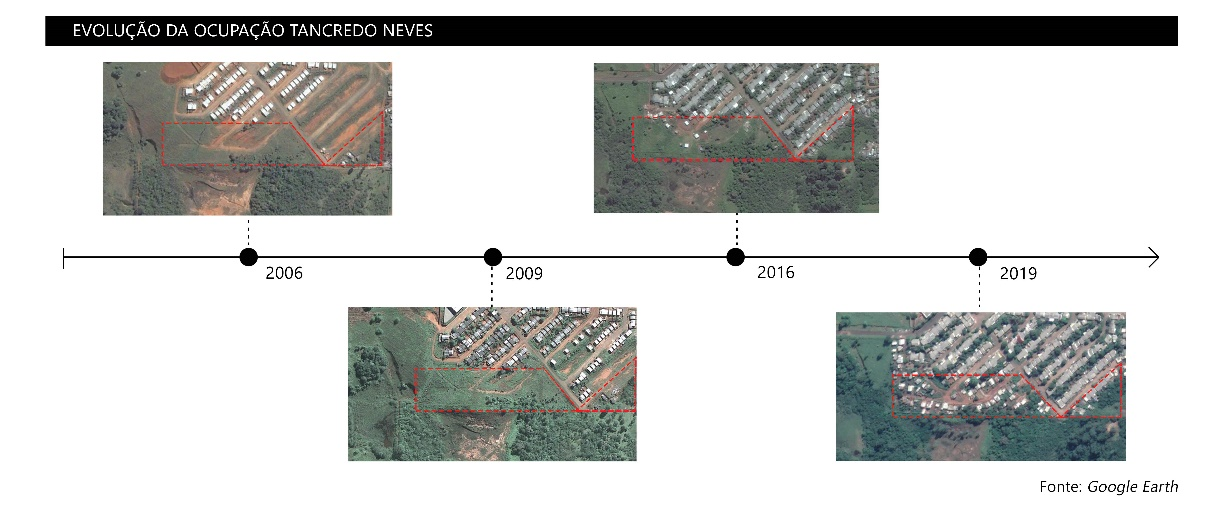 EVOLUÇÃO DA OCUPAÇÃO TANCREDO NEVES
2006
2009
2016
2019
Fonte: Google Earth